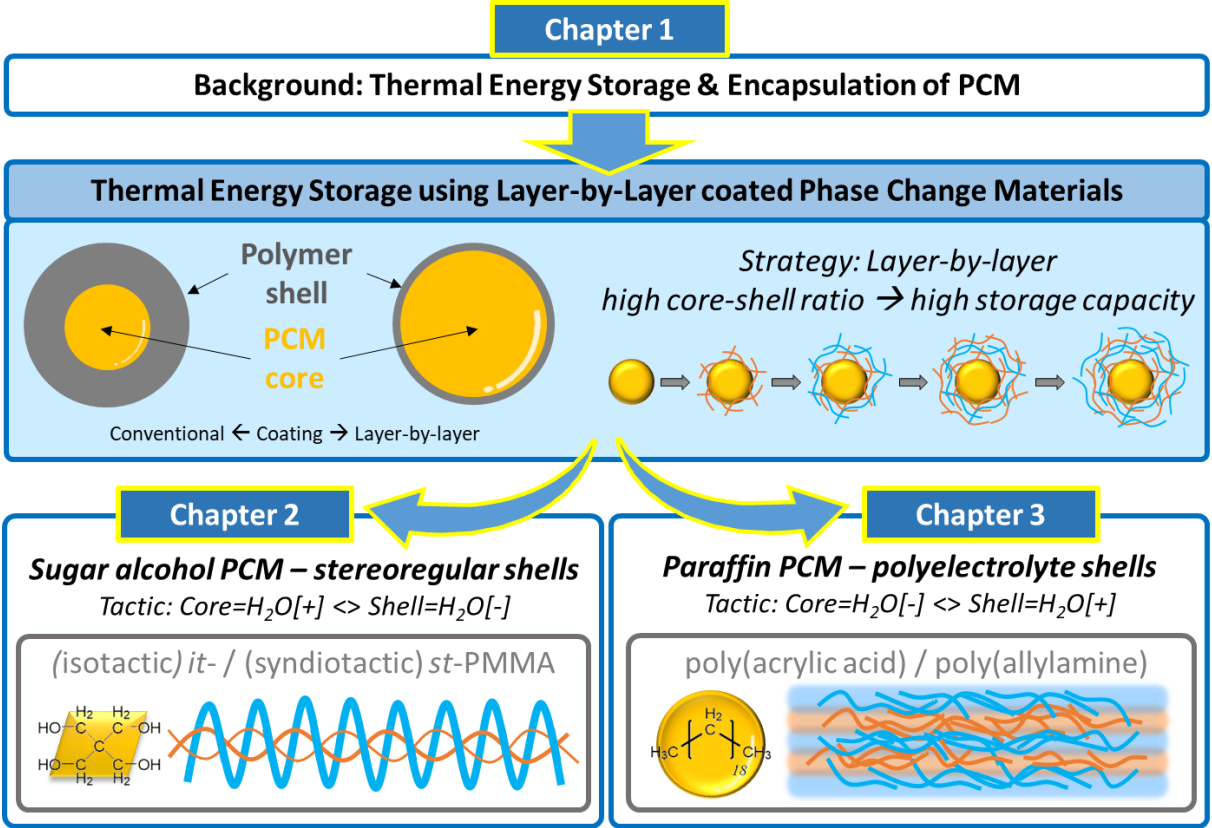 Chapter 1
Background: Thermal Energy Storage & Encapsulation of PCM
Thermal Energy Storage using Layer-by-Layer coated Phase Change Materials
Polymer
shell
PCM
core
Conventional ← Coating → Layer-by-layer
Strategy: Layer-by-layer
high core-shell ratio → high storage capacity
Chapter 2
Sugar alcohol PCM – stereoregular shells
Tactic: Core=H₂O[+] <> Shell=H₂O[-]
(isotactic) it- / (syndiotactic) st-PMMA
H₂ H₂
HO C C OH
C
HO C C OH
H₂ H₂
Chapter 3
Paraffin PCM – polyelectrolyte shells
Tactic: Core=H₂O[-] <> Shell=H₂O[+]
poly(acrylic acid) / poly(allylamine)
H₂
C
H₃C CH₃
18